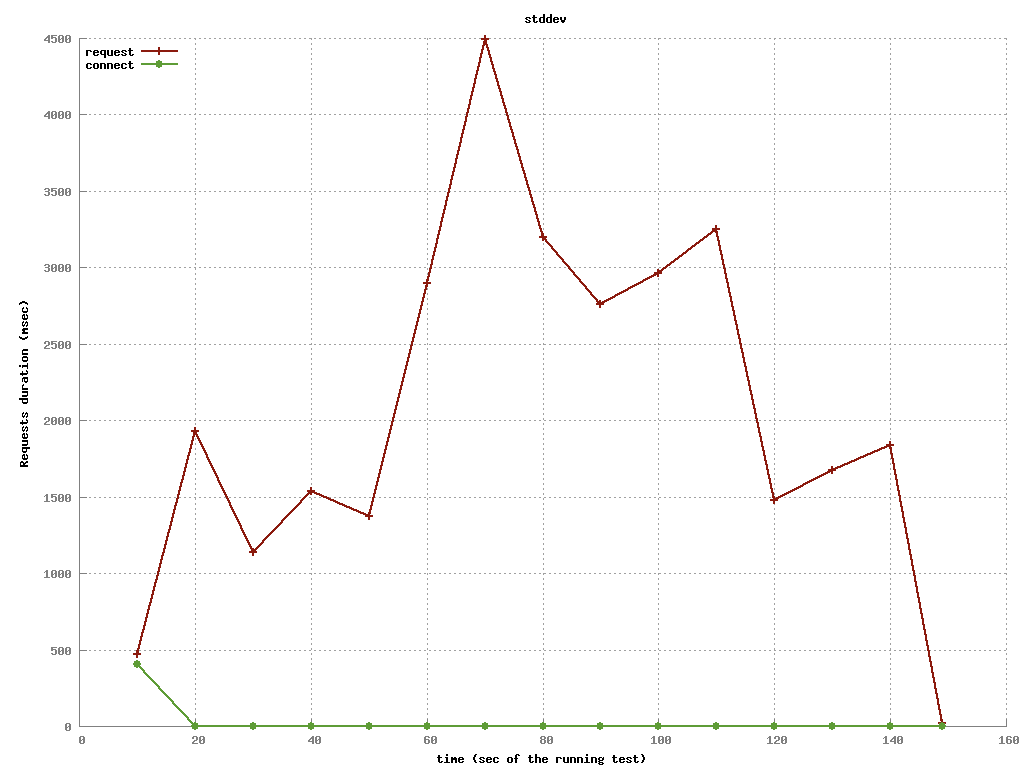 stddev
request
connect
4500
4000
3500
3000
2500
2000
1500
1000
500
0
0 20 40 60 80 100 120 140 160
Requests duration (msec)
time (sec of the running test)